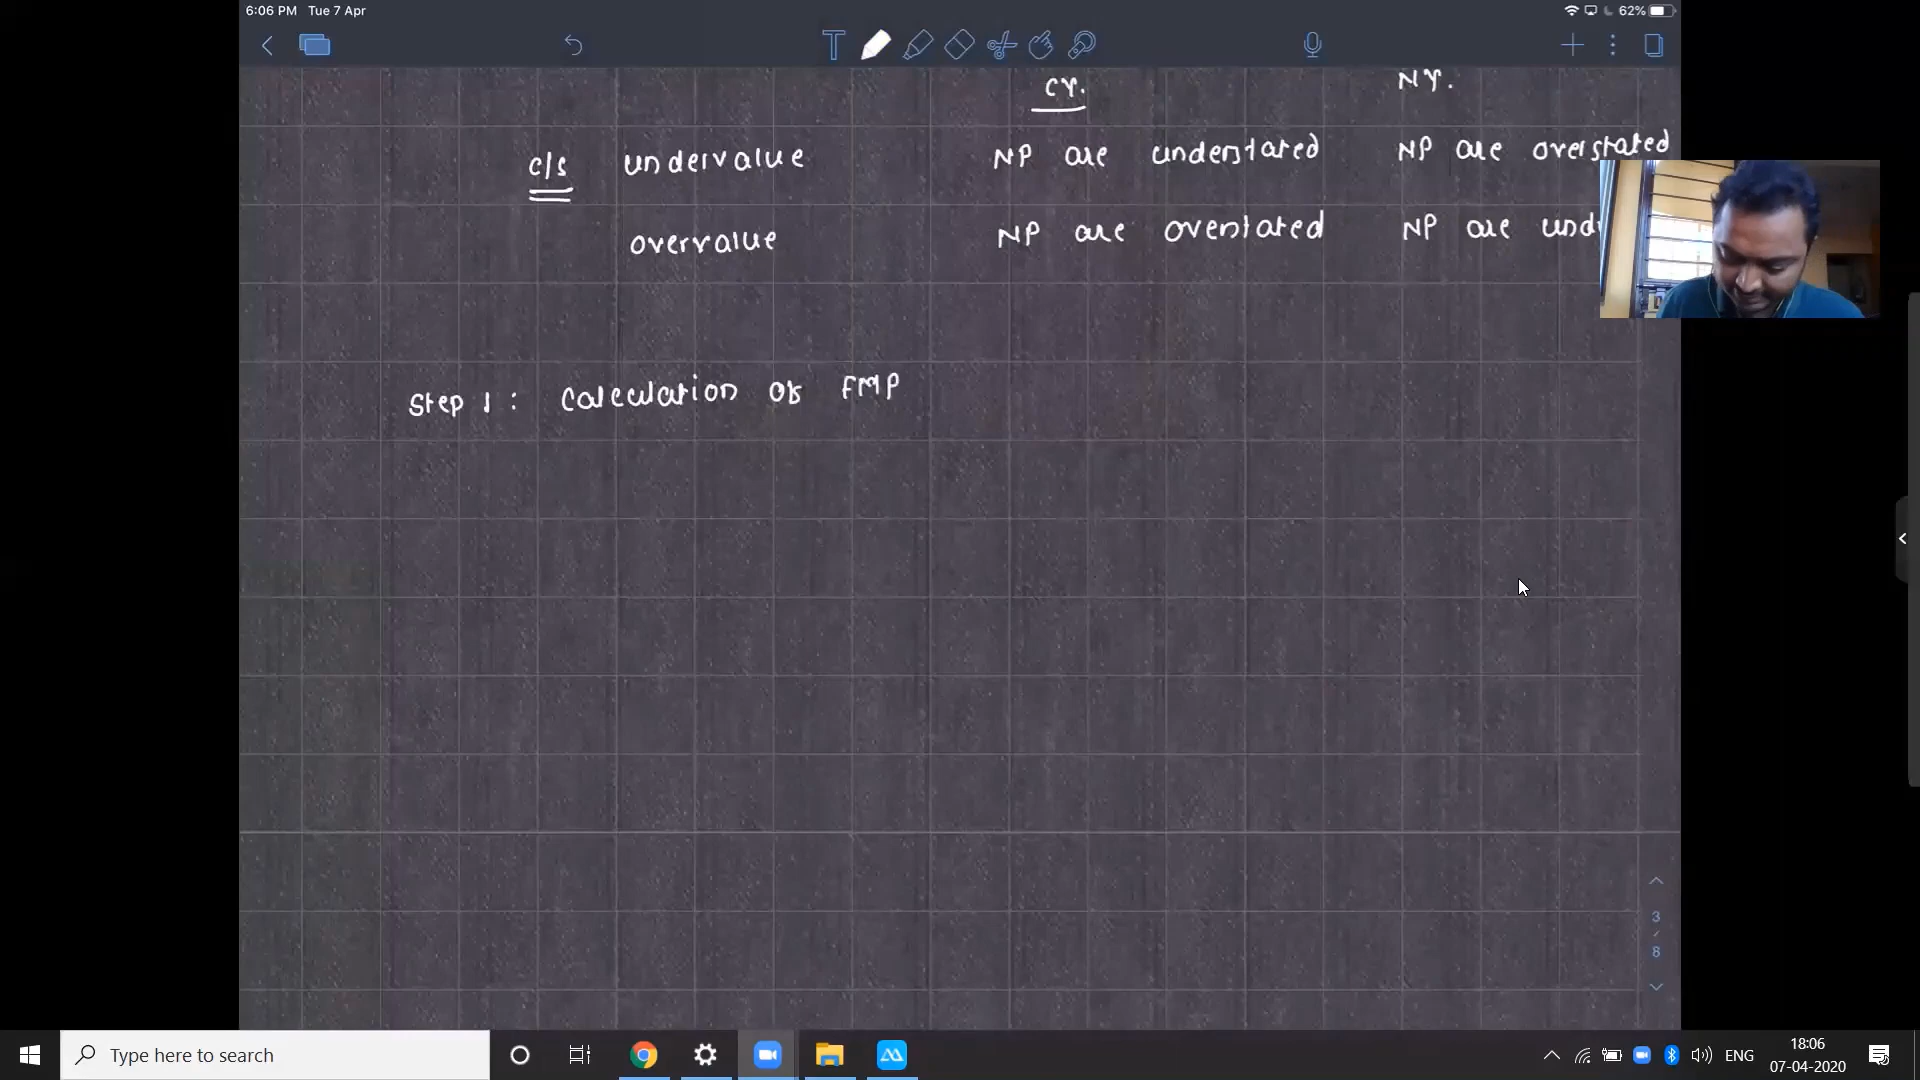 6:06 PM Tue 7 Apr
62%
T
CY. NY.
c/s undervalue NP are understated NP are overstated
overvalue NP are overstated NP are und
Step 1: Calculation of FMP
3
8
Type here to search
ENG
18:06
07-04-2020